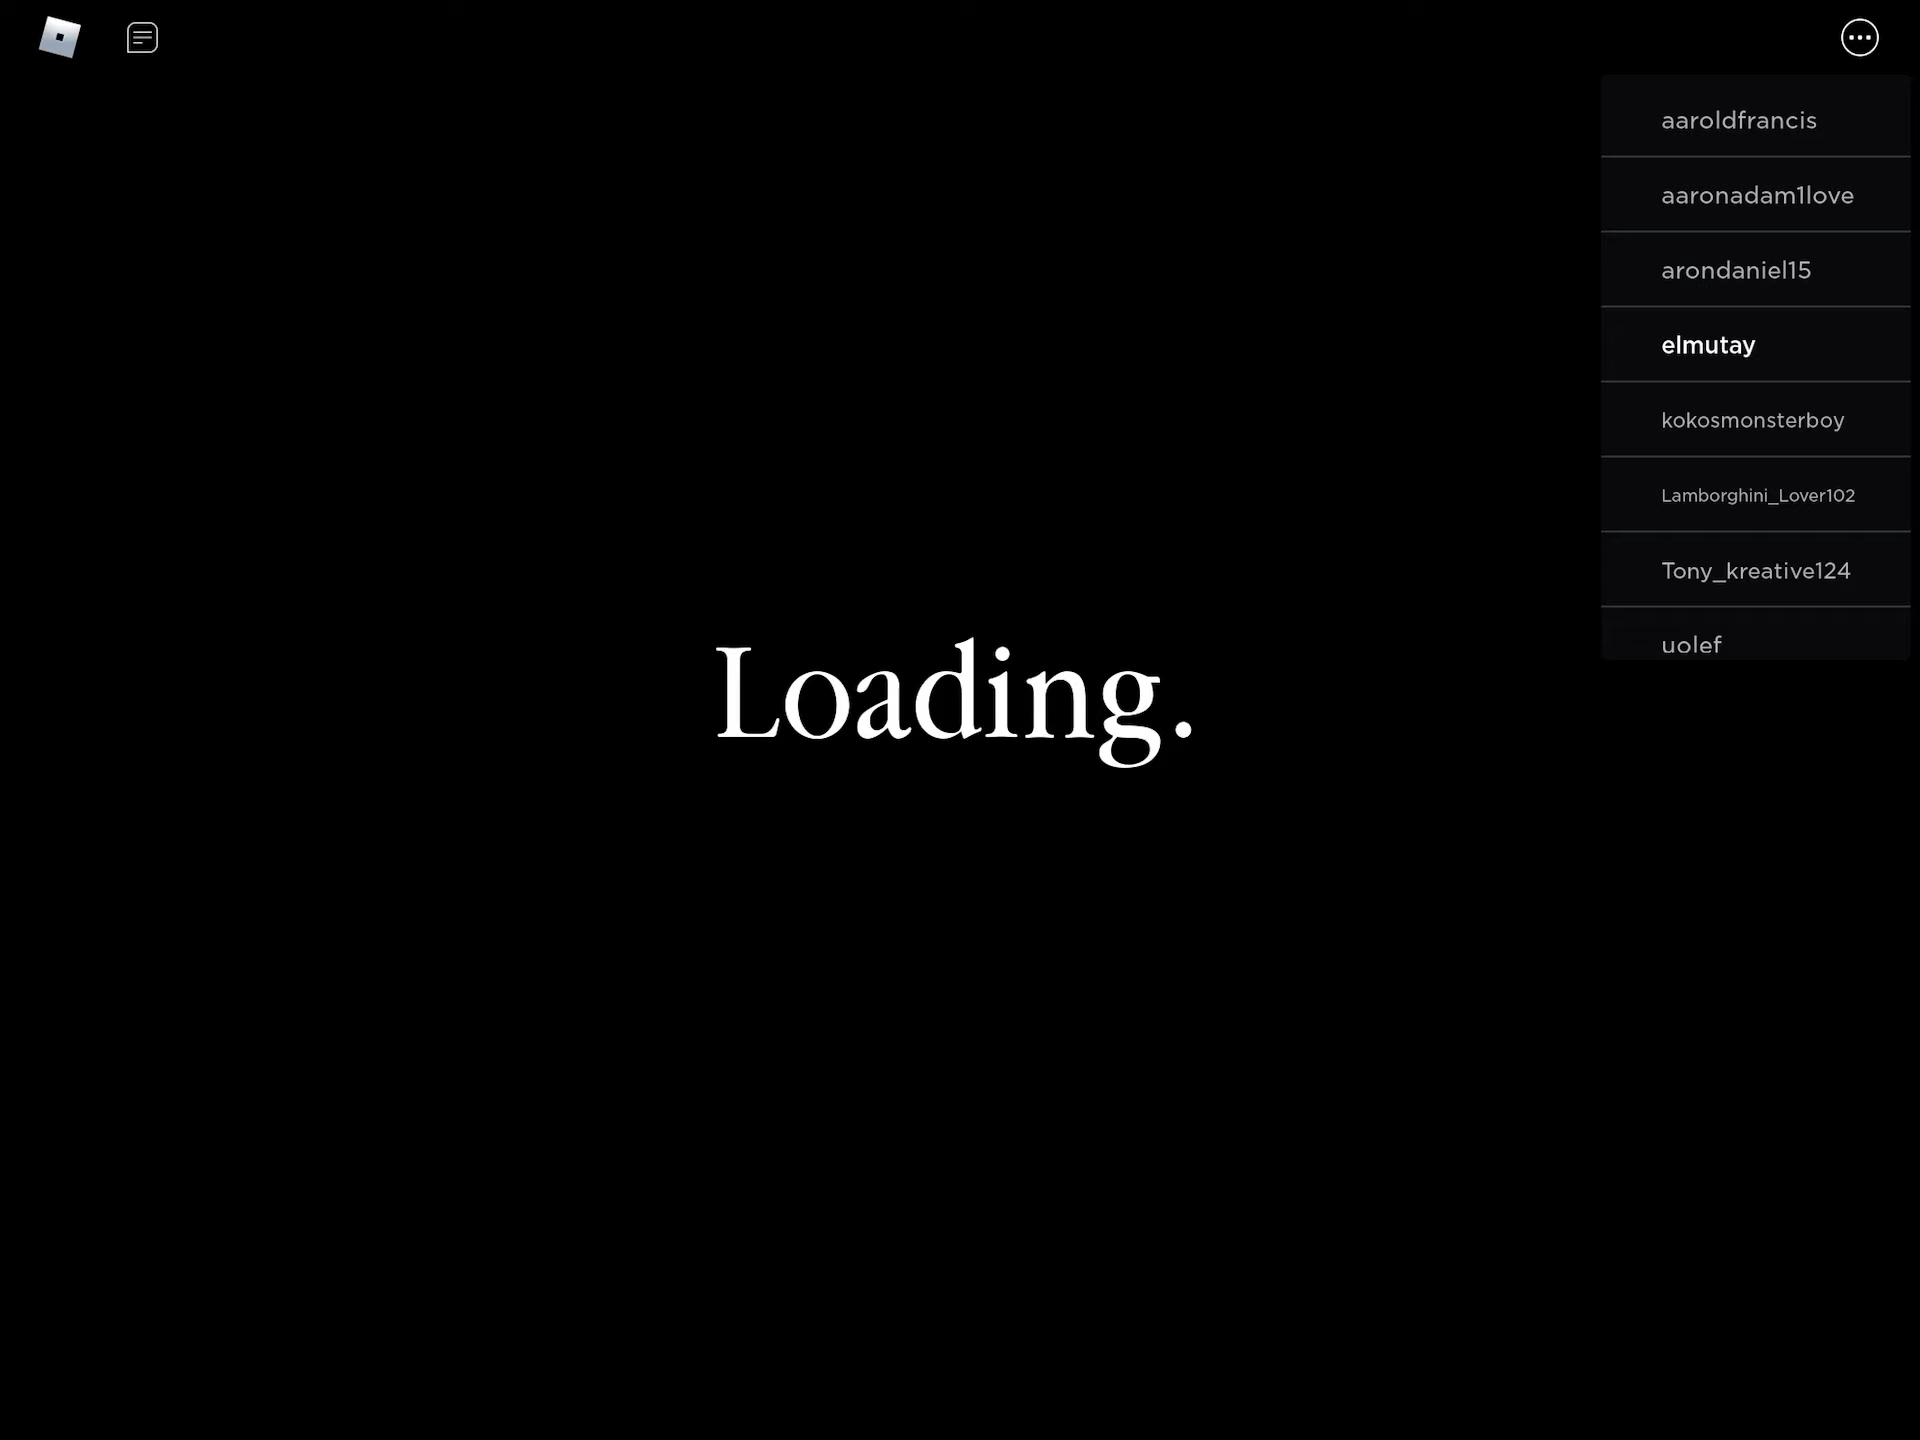 aaroldfrancis
aaronadam1love
arondaniel15
elmutay
kokosmonsterboy
Lamborghini_Lover102
Tony_kreative124
uolef
Loading.